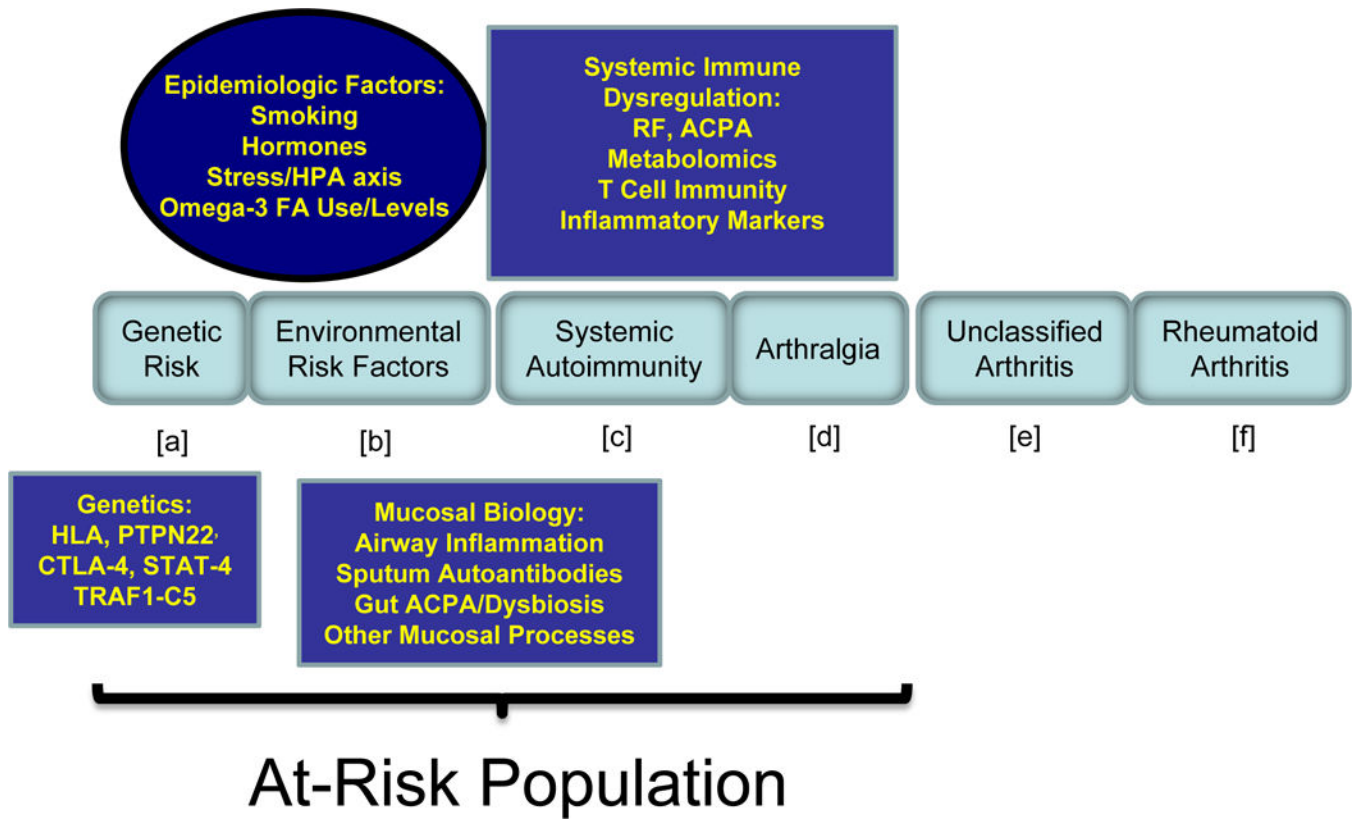 Epidemiologic Factors:
Smoking
Hormones
Stress/HPA axis
Omega-3 FA Use/Levels
Systemic Immune
Dysregulation:
RF, ACPA
Metabolomics
T Cell Immunity
Inflammatory Markers
Genetic
Risk
Environmental
Risk Factors
Systemic
Autoimmunity
Arthralgia
Unclassified
Arthritis
Rheumatoid
Arthritis
[a]
[b]
[c]
[d]
[e]
[f]
Genetics:
HLA, PTPN22,
CTLA-4, STAT-4
TRAF1-C5
Mucosal Biology:
Airway Inflammation
Sputum Autoantibodies
Gut ACPA/Dysbiosis
Other Mucosal Processes
At-Risk Population